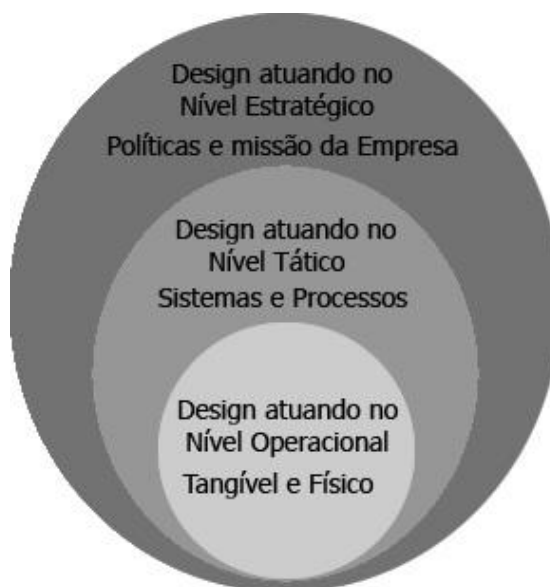 Design atuando no
Nível Estratégico
Políticas e missão da Empresa
Design atuando no
Nível Tático
Sistemas e Processos
Design atuando no
Nível Operacional
Tangível e Físico